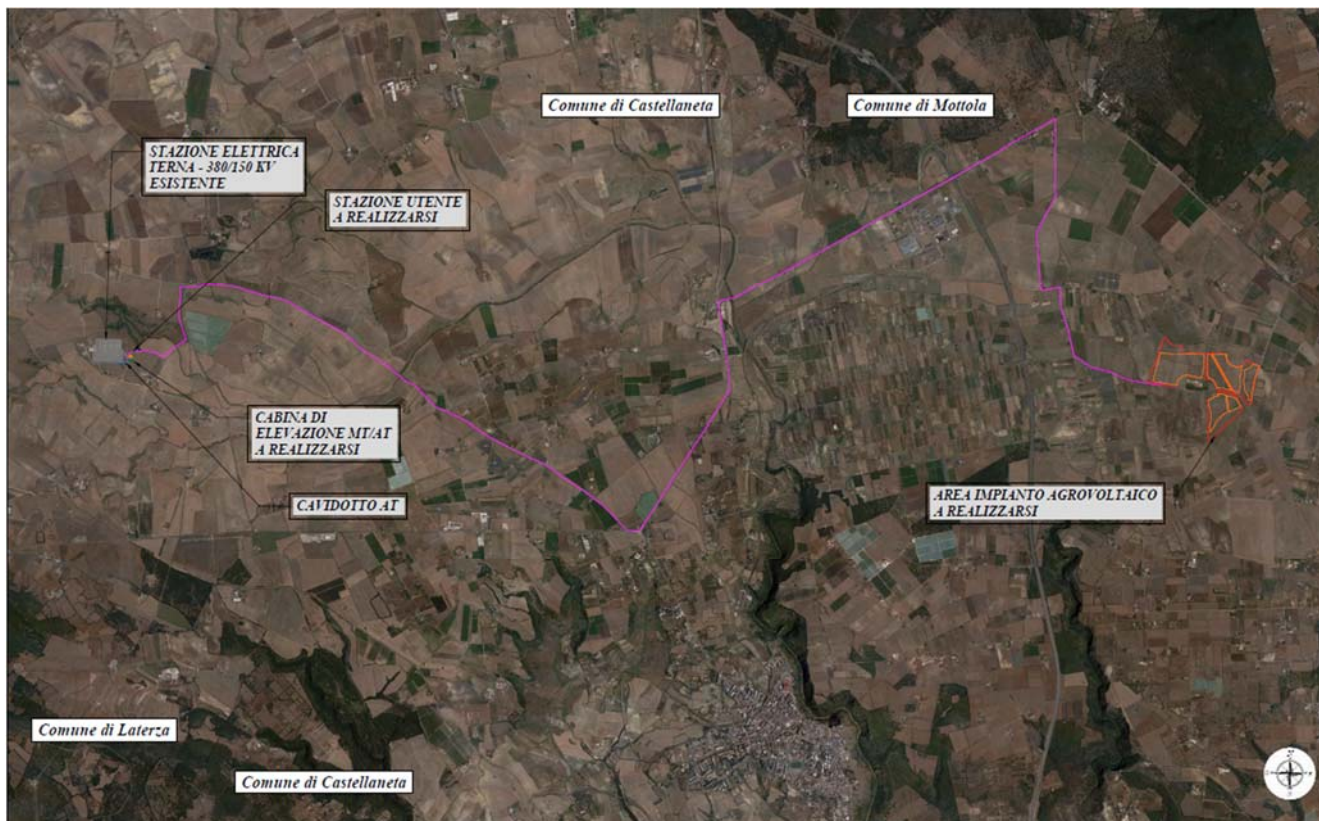 Comune di Castellaneta
Comune di Mottola
STAZIONE ELETTRICA
TERNA - 380/150 KV
ESISTENTE
STAZIONE UTENTE
A REALIZZARSI
CABINA DI
ELEVAZIONE MT/AT
A REALIZZARSI
CAVIDOTTO AT
AREA IMPIANTO AGROVOLTAICO
A REALIZZARSI
Comune di Laterza
Comune di Castellaneta